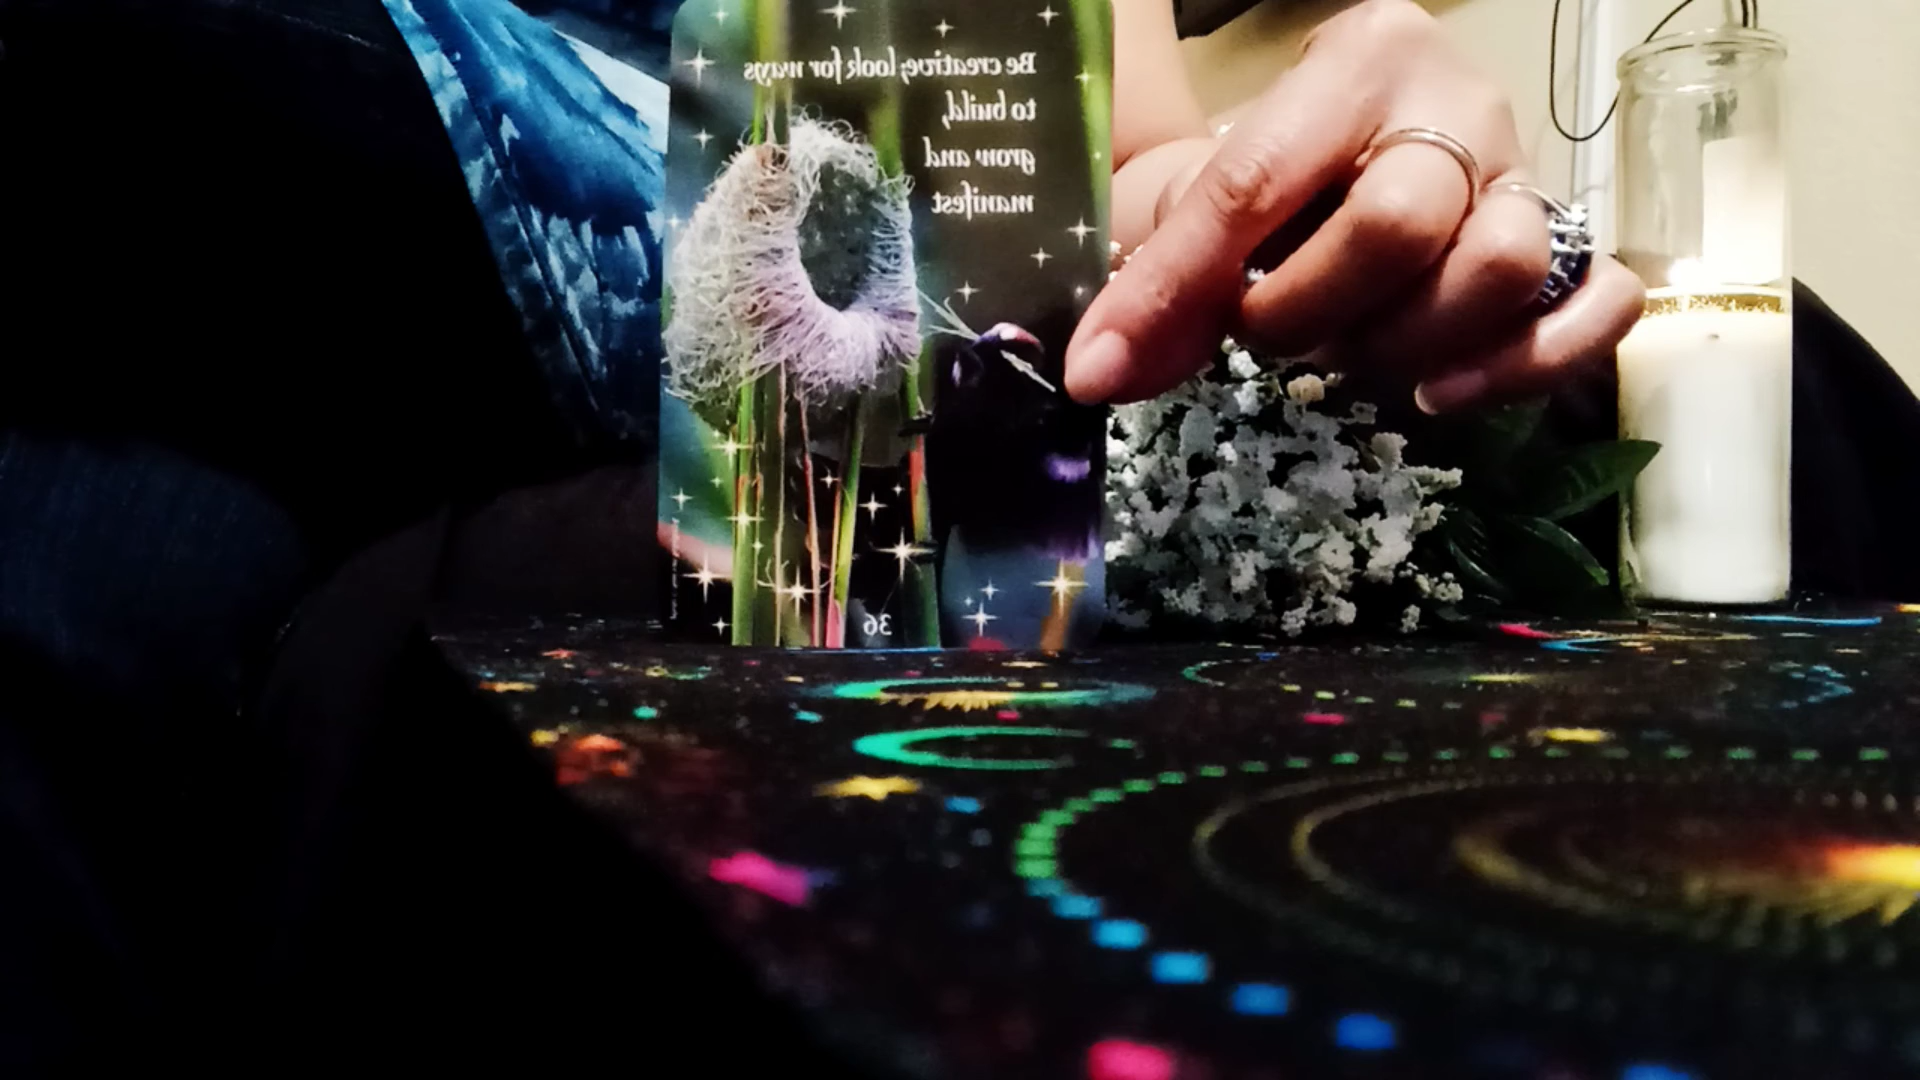 Be creative; look for ways
to build,
grow and
manifest
36